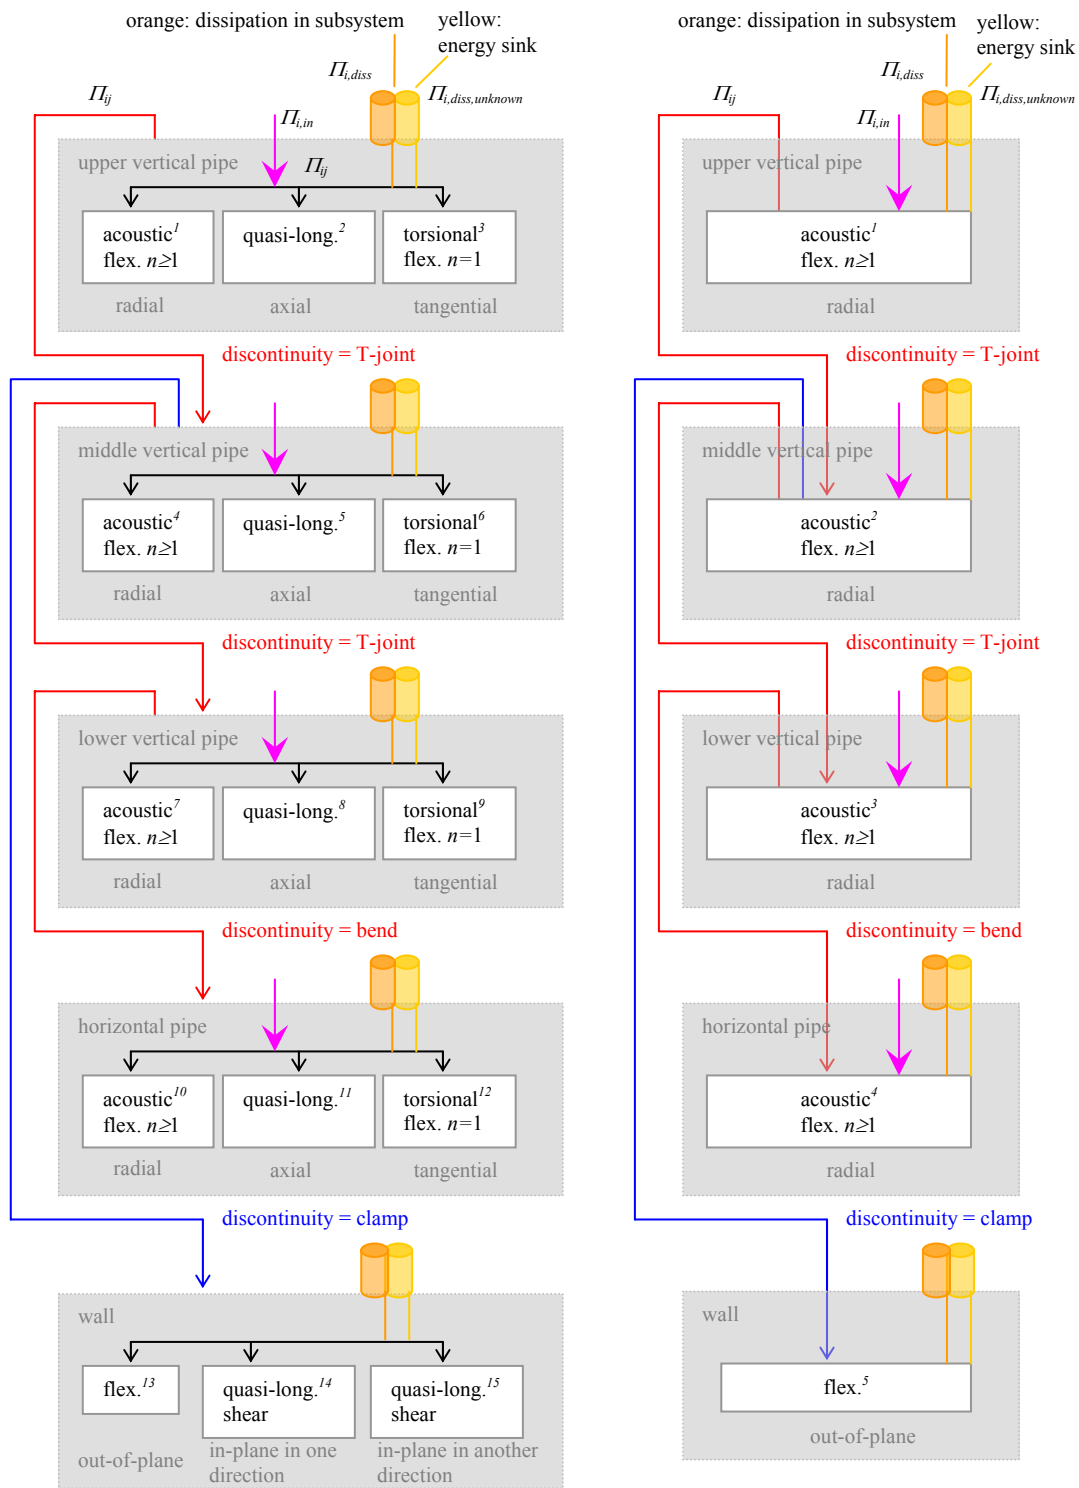 orange: dissipation in subsystem
yellow:
energy sink
Πi,diss
Πij
Πi,in
Πi,diss,unknown
upper vertical pipe
Πij
acoustic1
flex. n≥1
quasi-long.2
torsional3
flex. n=1
radial
axial
tangential
discontinuity = T-joint
middle vertical pipe
acoustic4
flex. n≥1
quasi-long.5
torsional6
flex. n=1
radial
axial
tangential
discontinuity = T-joint
lower vertical pipe
acoustic7
flex. n≥1
quasi-long.8
torsional9
flex. n=1
radial
axial
tangential
discontinuity = bend
horizontal pipe
acoustic10
flex. n≥1
quasi-long.11
torsional12
flex. n=1
radial
axial
tangential
discontinuity = clamp
wall
flex.13
quasi-long.14
shear
quasi-long.15
shear
out-of-plane
in-plane in one
direction
in-plane in another
direction
orange: dissipation in subsystem
yellow:
energy sink
Πi,diss
Πij
Πi,in
Πi,diss,unknown
upper vertical pipe
acoustic1
flex. n≥1
radial
discontinuity = T-joint
middle vertical pipe
acoustic2
flex. n≥1
radial
discontinuity = T-joint
lower vertical pipe
acoustic3
flex. n≥1
radial
discontinuity = bend
horizontal pipe
acoustic4
flex. n≥1
radial
discontinuity = clamp
wall
flex.5
out-of-plane